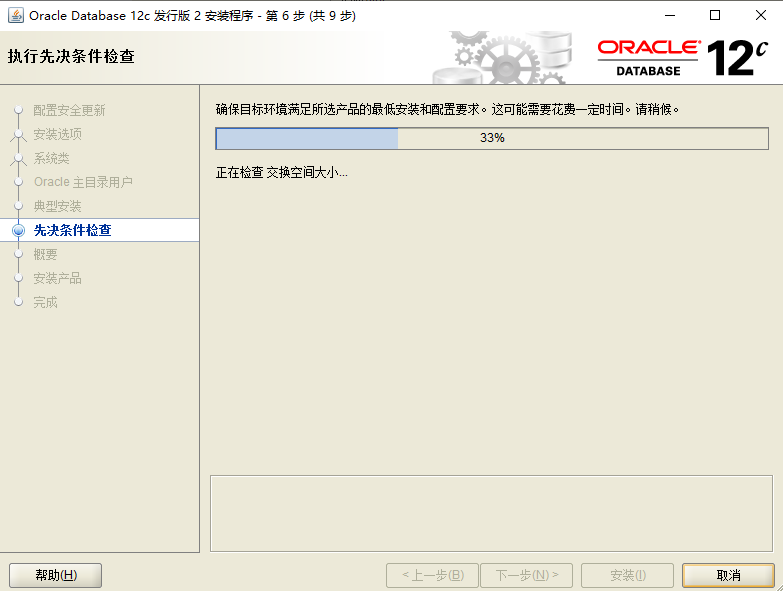 Oracle Database 12c 发行版 2 安装程序 - 第 6 步 (共 9 步)
执行先决条件检查
ORACLE
DATABASE
12c
配置安全更新
安装选项
系统类
Oracle 主目录用户
典型安装
先决条件检查
概要
安装产品
完成
确保目标环境满足所选产品的最低安装和配置要求。这可能需要花费一定时间。请稍候。
33%
正在检查 交换空间大小...
帮助(H)
< 上一步(B)
下一步(N) >
安装(I)
取消